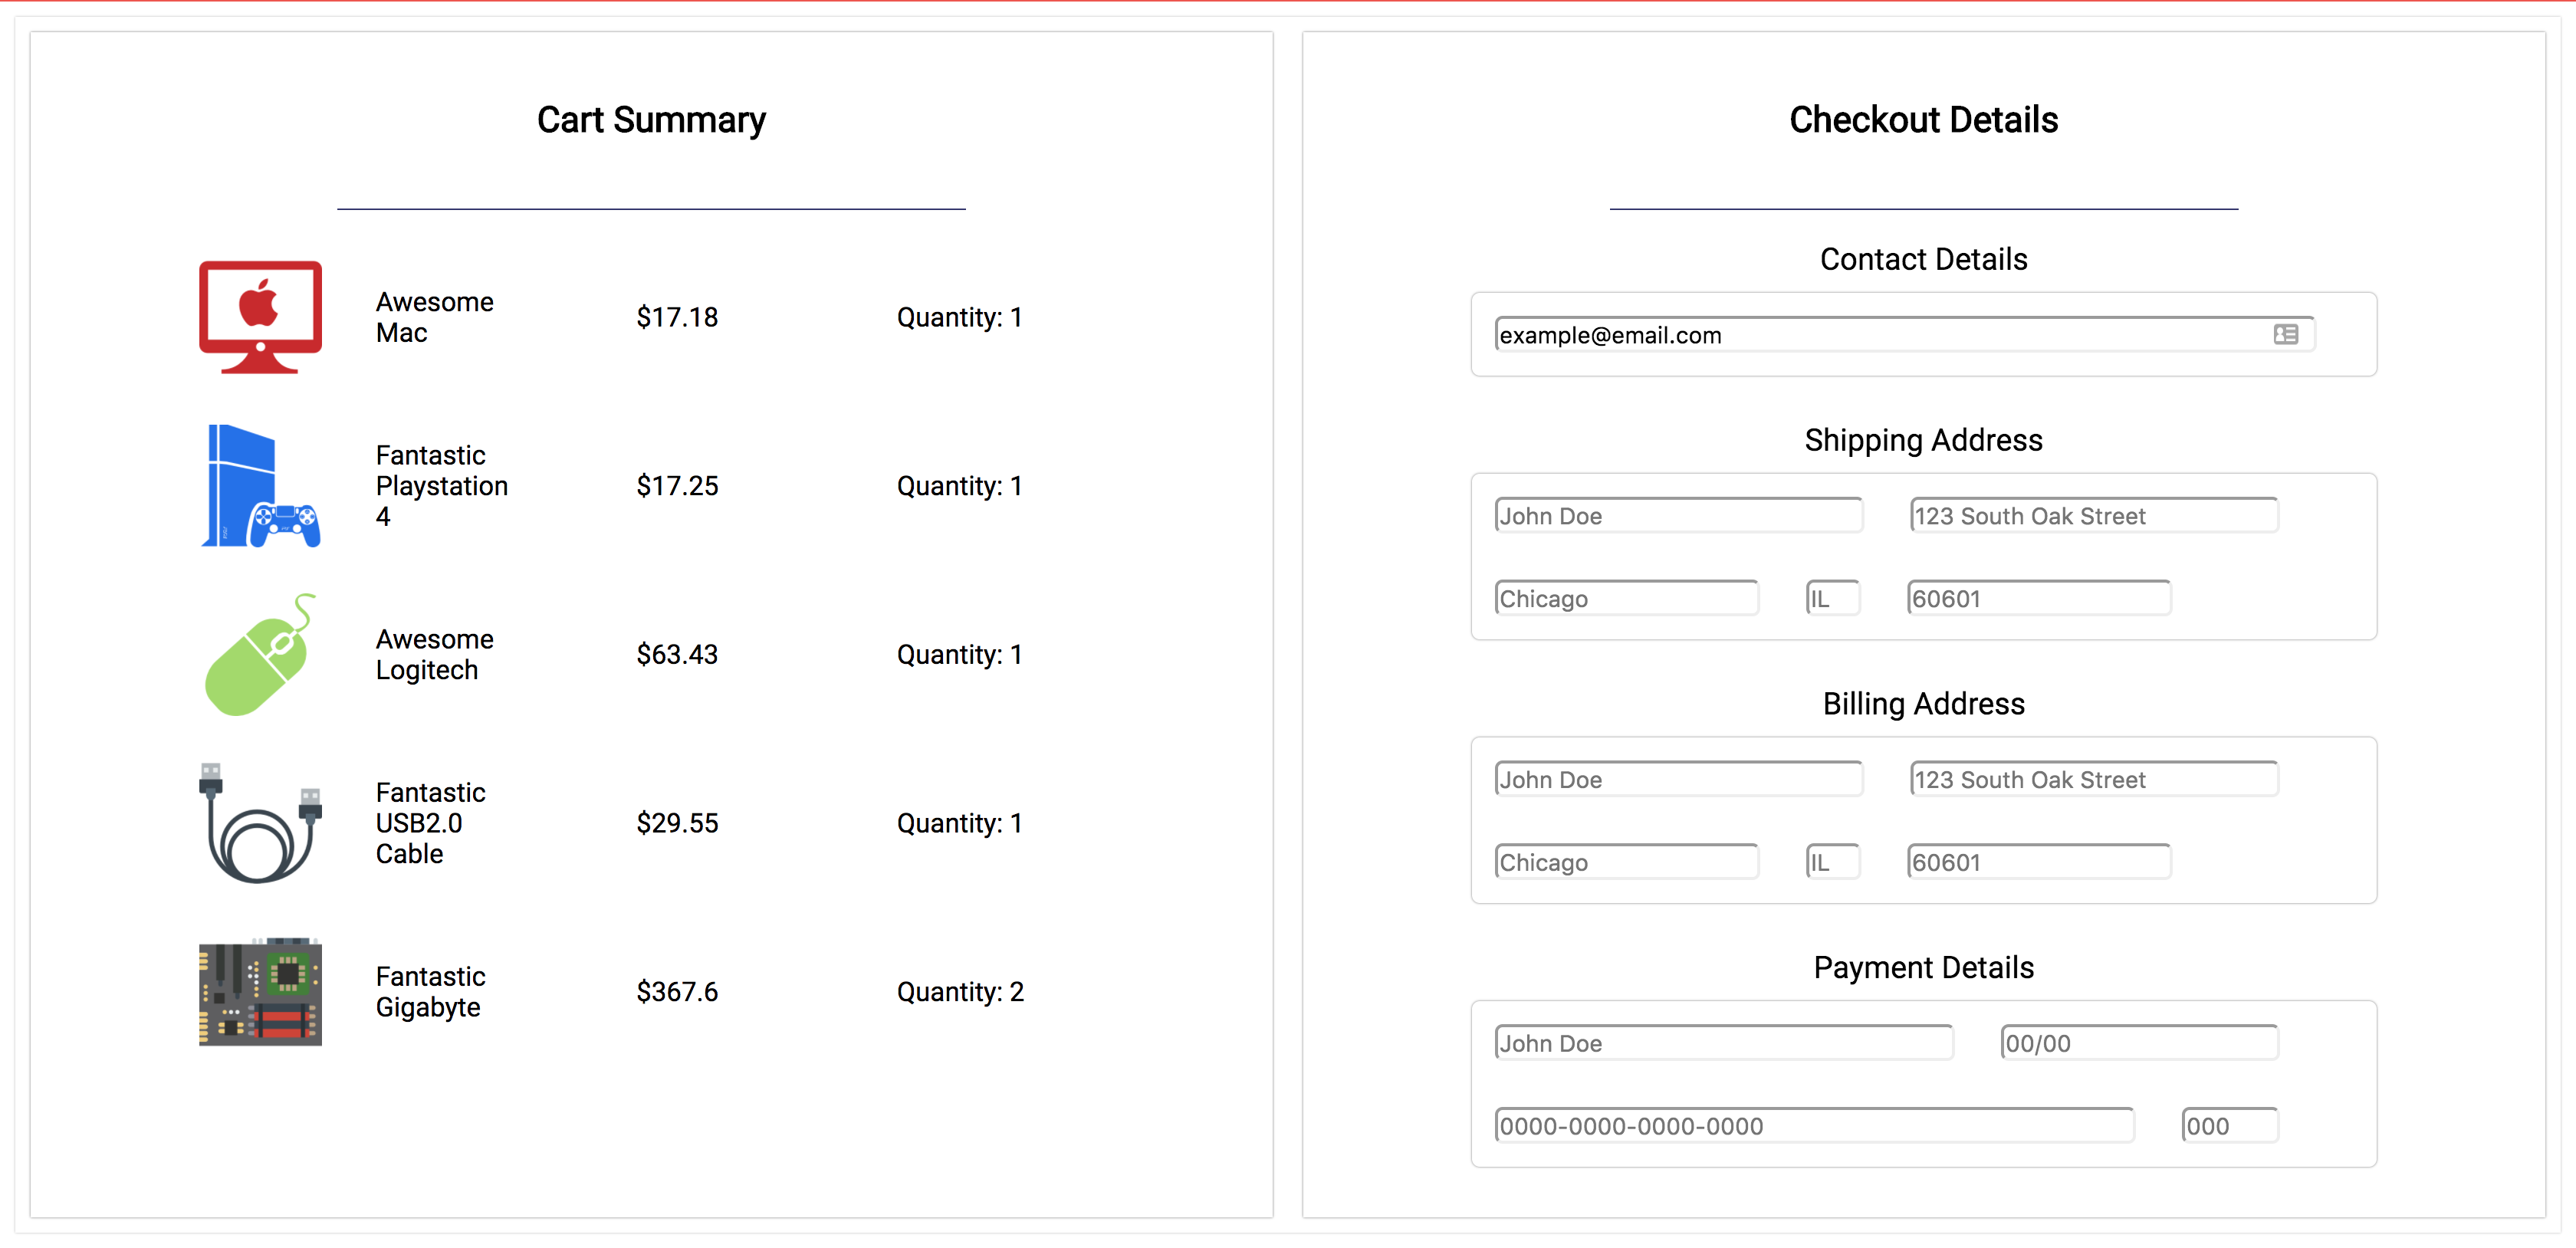 Cart Summary
Awesome
Mac
$17.18
Quantity: 1
Fantastic
Playstation
4
$17.25
Quantity: 1
Awesome
Logitech
$63.43
Quantity: 1
Fantastic
USB2.0
Cable
$29.55
Quantity: 1
Fantastic
Gigabyte
$367.6
Quantity: 2
Checkout Details
Contact Details
example@email.com
Shipping Address
John Doe
123 South Oak Street
Chicago
IL
60601
Billing Address
John Doe
123 South Oak Street
Chicago
IL
60601
Payment Details
John Doe
00/00
0000-0000-0000-0000
000